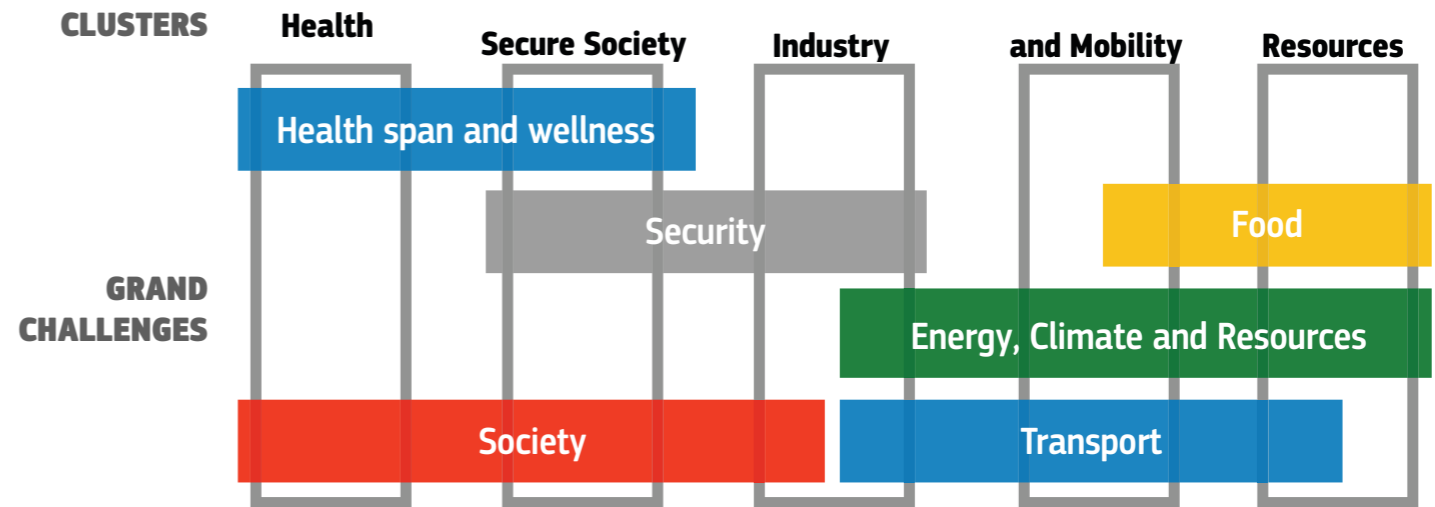 CLUSTERS
Health
Secure Society
Industry
and Mobility
Resources
Health span and wellness
Security
Food
GRAND
CHALLENGES
Energy, Climate and Resources
Society
Transport